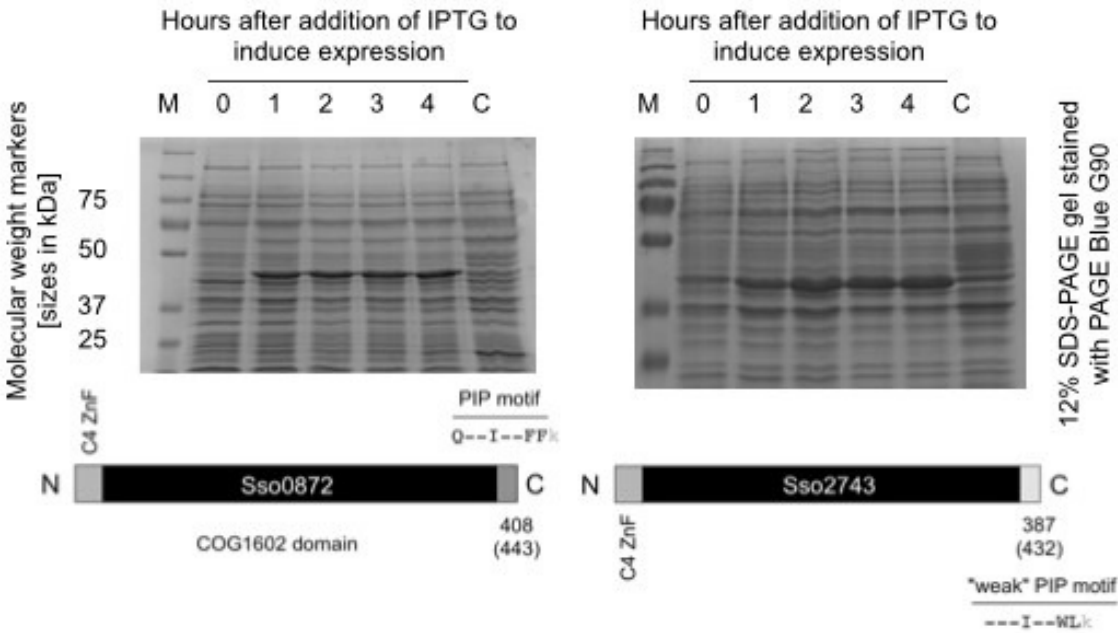 Hours after addition of IPTG to
induce expression
M 0 1 2 3 4 C
Molecular weight markers
[sizes in kDa]
75
50
37
25
Hours after addition of IPTG to
induce expression
M 0 1 2 3 4 C
12% SDS-PAGE gel stained
with PAGE Blue G90
C4 ZnF
PIP motif
Q--I--FFk
N Sso0872 C
COG1602 domain
408
(443)
N Sso2743 C
C4 ZnF
387
(432)
"weak" PIP motif
---I--WLk